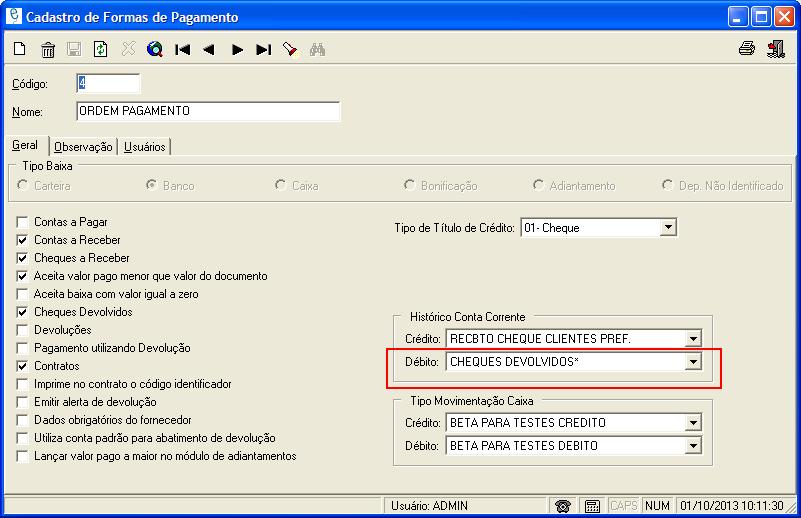 Cadastro de Formas de Pagamento
Código: 4
Nome: ORDEM PAGAMENTO
Geral Observação Usuários
Tipo Baixa
Carteira Banco Caixa Bonificação Adiantamento Dep. Não Identificado
Contas a Pagar
Contas a Receber
Cheques a Receber
Aceita valor pago menor que valor do documento
Aceita baixa com valor igual a zero
Cheques Devolvidos
Devoluções
Pagamento utilizando Devolução
Contratos
Imprime no contrato o código identificador
Emitir alerta de devolução
Dados obrigatórios do fornecedor
Utiliza conta padrão para abatimento de devolução
Lançar valor pago a maior no módulo de adiantamentos
Tipo de Título de Crédito: 01- Cheque
Histórico Conta Corrente
Crédito: RECBTO CHEQUE CLIENTES PREF.
Débito: CHEQUES DEVOLVIDOS*
Tipo Movimentação Caixa
Crédito: BETA PARA TESTES CREDITO
Débito: BETA PARA TESTES DEBITO
Usuário: ADMIN CAPS NUM 01/10/2013 10:11:30